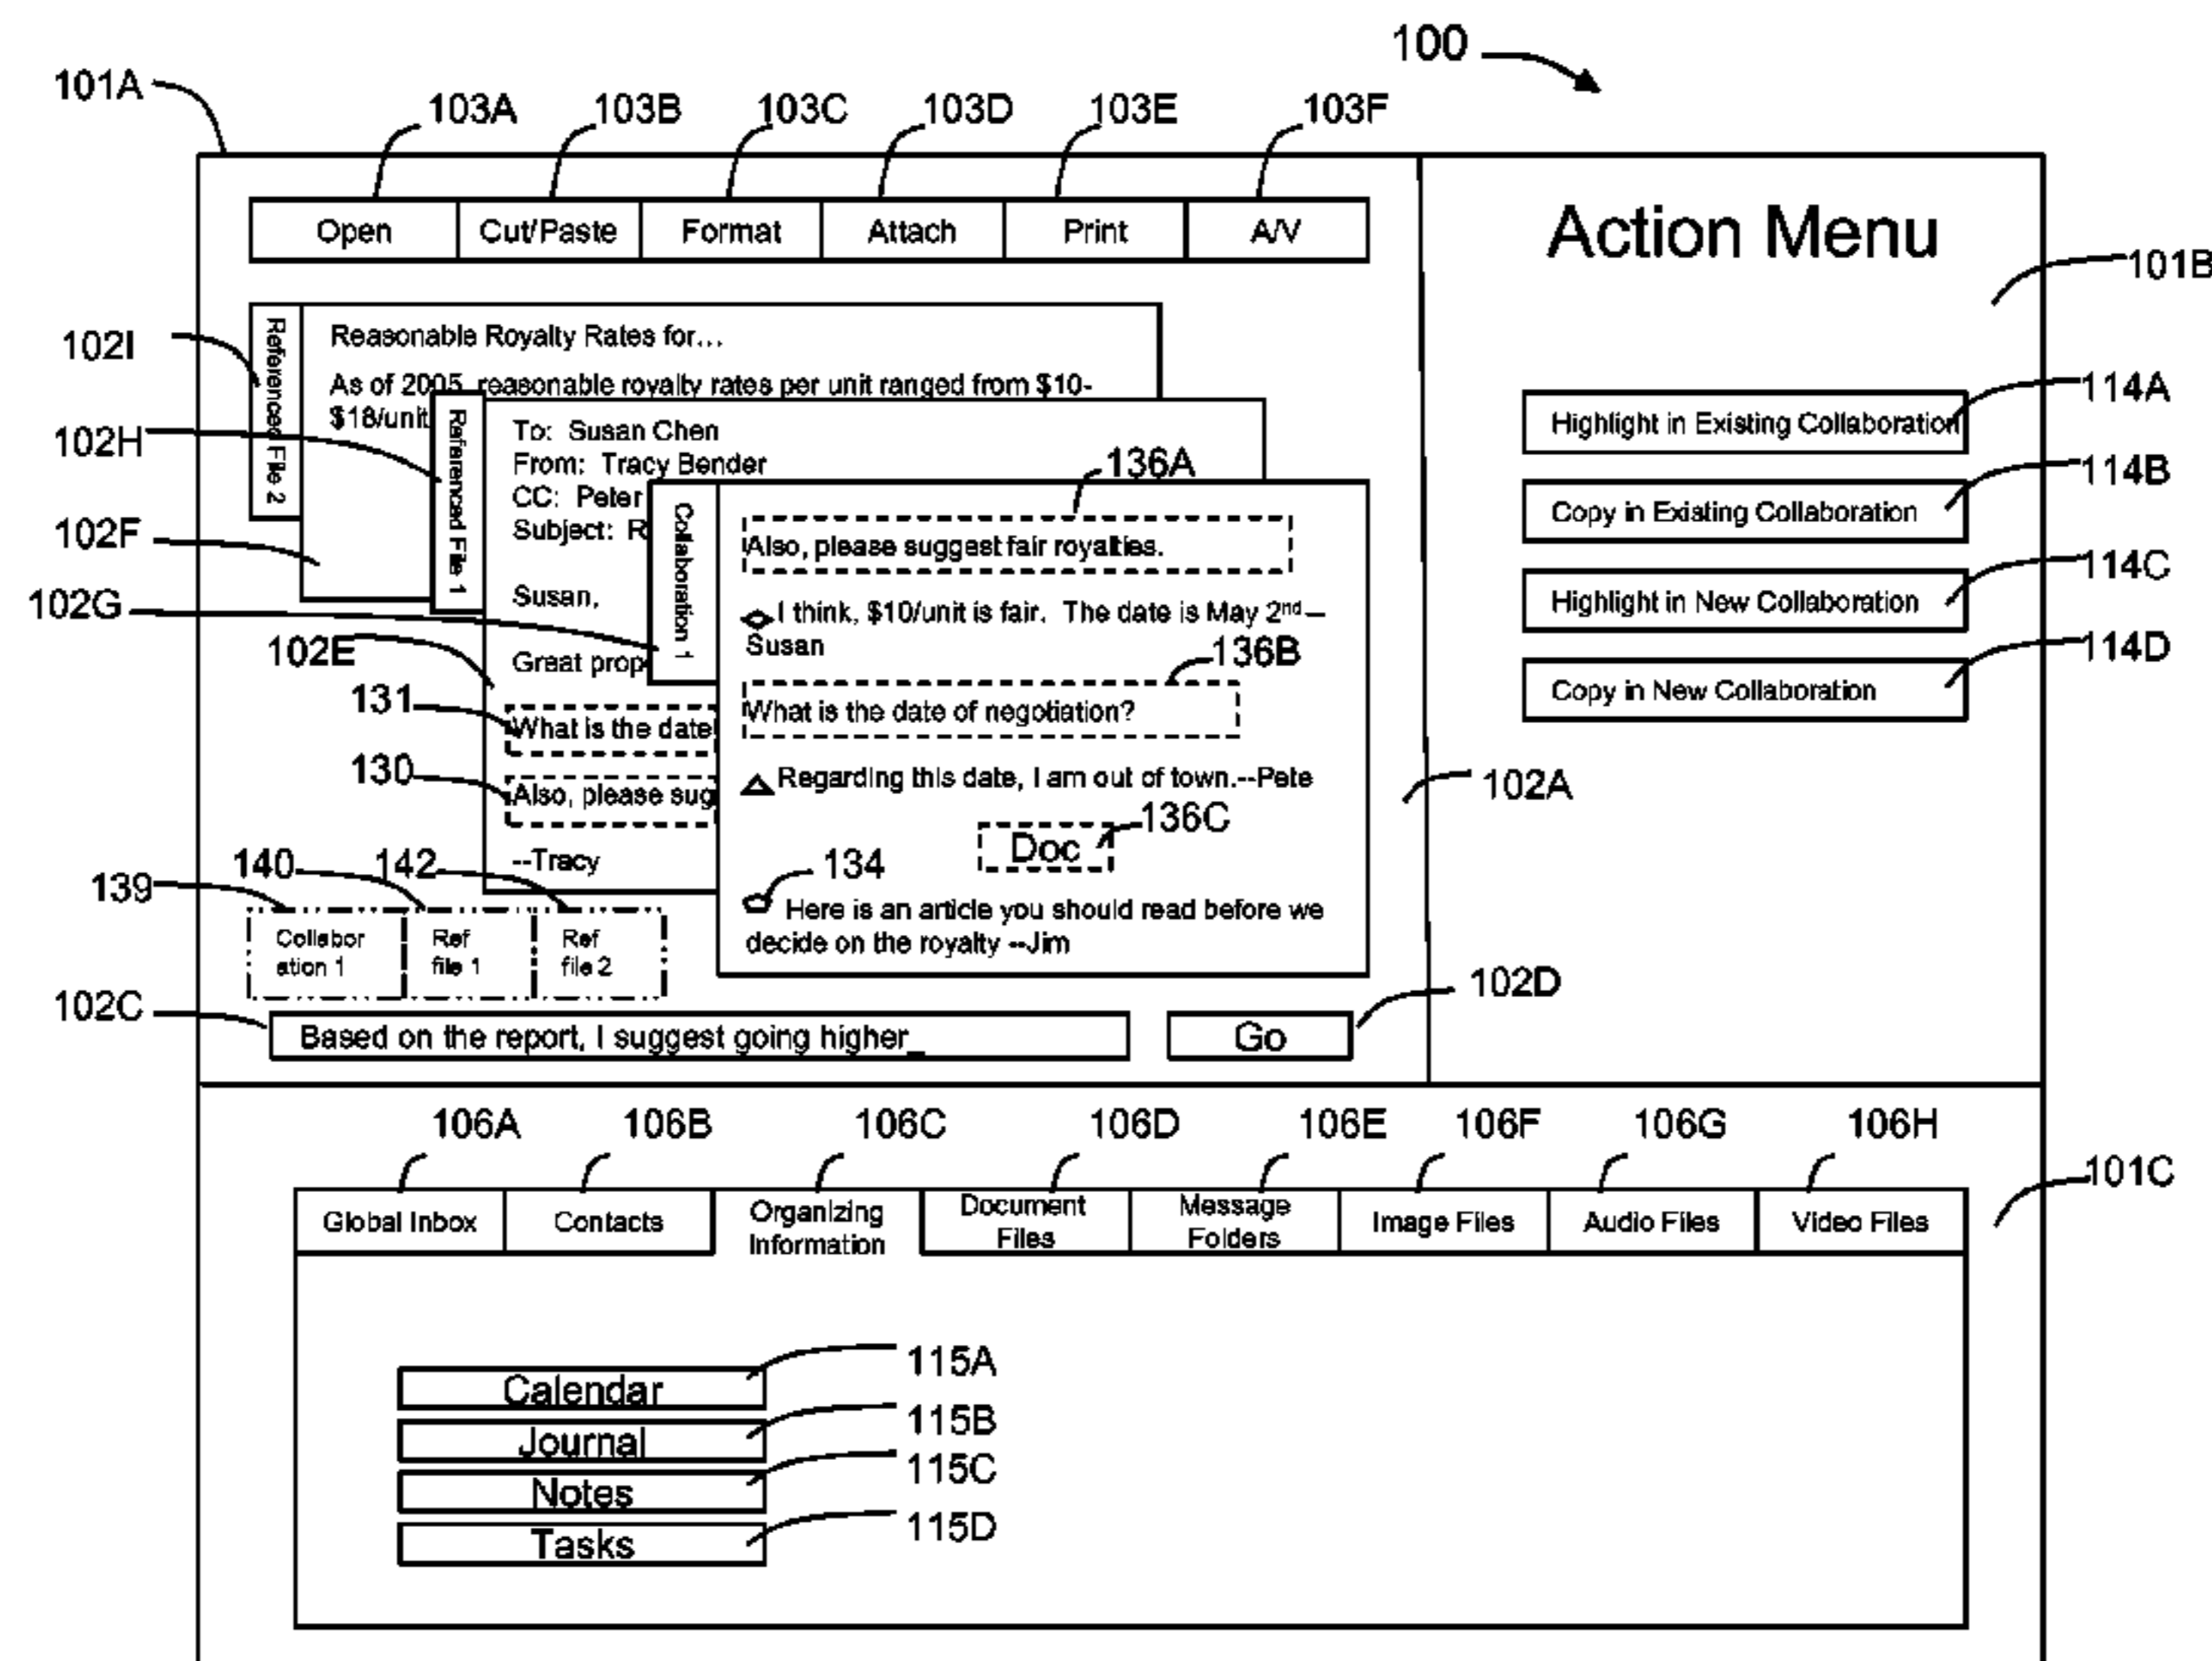 100
101A
103A 103B 103C 103D 103E 103F
Open Cut/Paste Format Attach Print A/V
Action Menu
101B
102I
Referenced File 2
Reasonable Royalty Rates for...
As of 2005, reasonable royalty rates per unit ranged from $10-
$18/unit
102H
Referenced File 1
102F
To: Susan Chen
From: Tracy Bender
CC: Peter
Subject: R
Susan,
Great prop
102G
102E
131
What is the date
130
Also, please sug
--Tracy
Collaboration 1
136A
Also, please suggest fair royalties.
I think, $10/unit is fair. The date is May 2nd—
Susan
136B
What is the date of negotiation?
Regarding this date, I am out of town.--Pete
136C
Doc
134
Here is an article you should read before we
decide on the royalty --Jim
114A
Highlight in Existing Collaboration
114B
Copy in Existing Collaboration
114C
Highlight in New Collaboration
114D
Copy in New Collaboration
102A
139 140 142
Collabor
ation 1
Ref
file 1
Ref
file 2
102C
Based on the report, I suggest going higher_
Go
102D
106A 106B 106C 106D 106E 106F 106G 106H
101C
Global Inbox
Contacts
Organizing
Information
Document
Files
Message
Folders
Image Files
Audio Files
Video Files
Calendar
115A
Journal
115B
Notes
115C
Tasks
115D